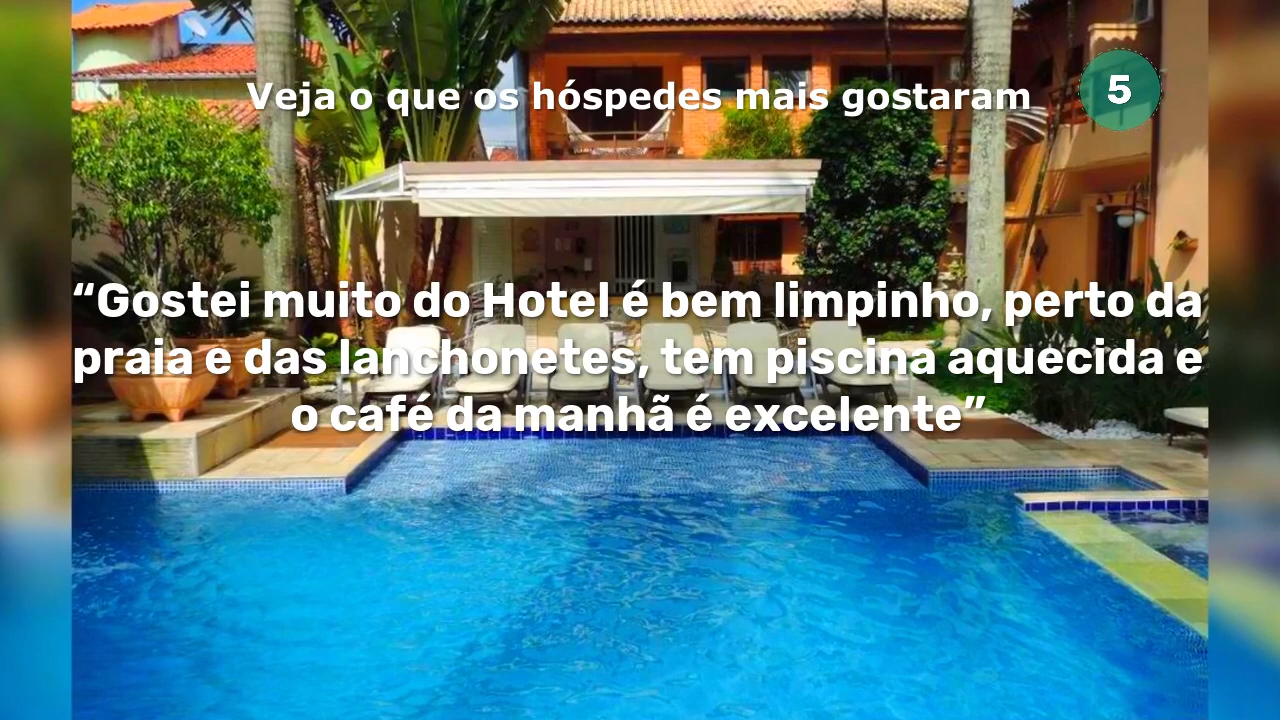 Veja o que os hóspedes mais gostaram
5
“Gostei muito do Hotel é bem limpinho, perto da
praia e das lanchonetes, tem piscina aquecida e
o café da manhã é excelente”